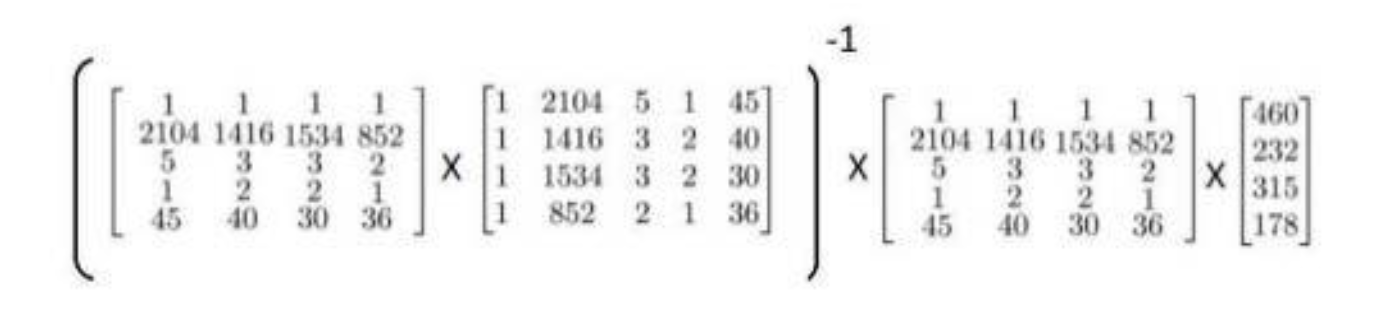 -1
( [ 1 1 1 1 ] X [ 1 2104 5 1 45 ] ) X [ 1 1 1 1 ] X [ 460 ]
2104 1416 1534 852 1 1416 3 2 40 2104 1416 1534 852 232
5 3 3 2 1 1534 3 2 30 5 3 3 2 315
1 2 2 1 1 852 2 1 36 1 2 2 1 178
45 40 30 36 45 40 30 36